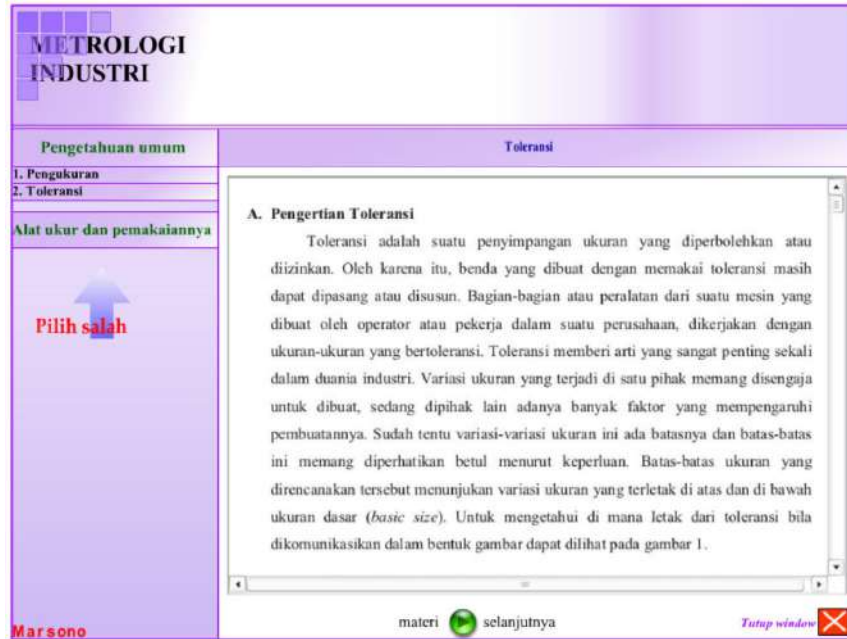 METROLOGI
INDUSTRI
Pengetahuan umum
1. Pengukuran
2. Toleransi
Alat ukur dan pemakaiannya
Pilih salah
Marsono
Toleransi
A. Pengertian Toleransi
Toleransi adalah suatu penyimpangan ukuran yang diperbolehkan atau
diizinkan. Oleh karena itu, benda yang dibuat dengan memakai toleransi masih
dapat dipasang atau disusun. Bagian-bagian atau peralatan dari suatu mesin yang
dibuat oleh operator atau pekerja dalam suatu perusahaan, dikerjakan dengan
ukuran-ukuran yang bertoleransi. Toleransi memberi arti yang sangat penting sekali
dalam duania industri. Variasi ukuran yang terjadi di satu pihak memang disengaja
untuk dibuat, sedang dipihak lain adanya banyak faktor yang mempengaruhi
pembuatannya. Sudah tentu variasi-variasi ukuran ini ada batasnya dan batas-batas
ini memang diperhatikan betul menurut keperluan. Batas-batas ukuran yang
direncanakan tersebut menunjukan variasi ukuran yang terletak di atas dan di bawah
ukuran dasar (basic size). Untuk mengetahui di mana letak dari toleransi bila
dikomunikasikan dalam bentuk gambar dapat dilihat pada gambar 1.
materi selanjutnya
Tutup window